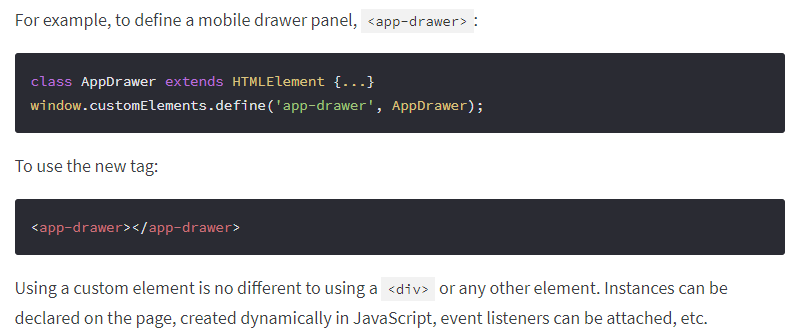 For example, to define a mobile drawer panel, <app-drawer> :
class AppDrawer extends HTMLElement {...}
window.customElements.define('app-drawer', AppDrawer);
To use the new tag:
<app-drawer></app-drawer>
Using a custom element is no different to using a <div> or any other element. Instances can be
declared on the page, created dynamically in JavaScript, event listeners can be attached, etc.